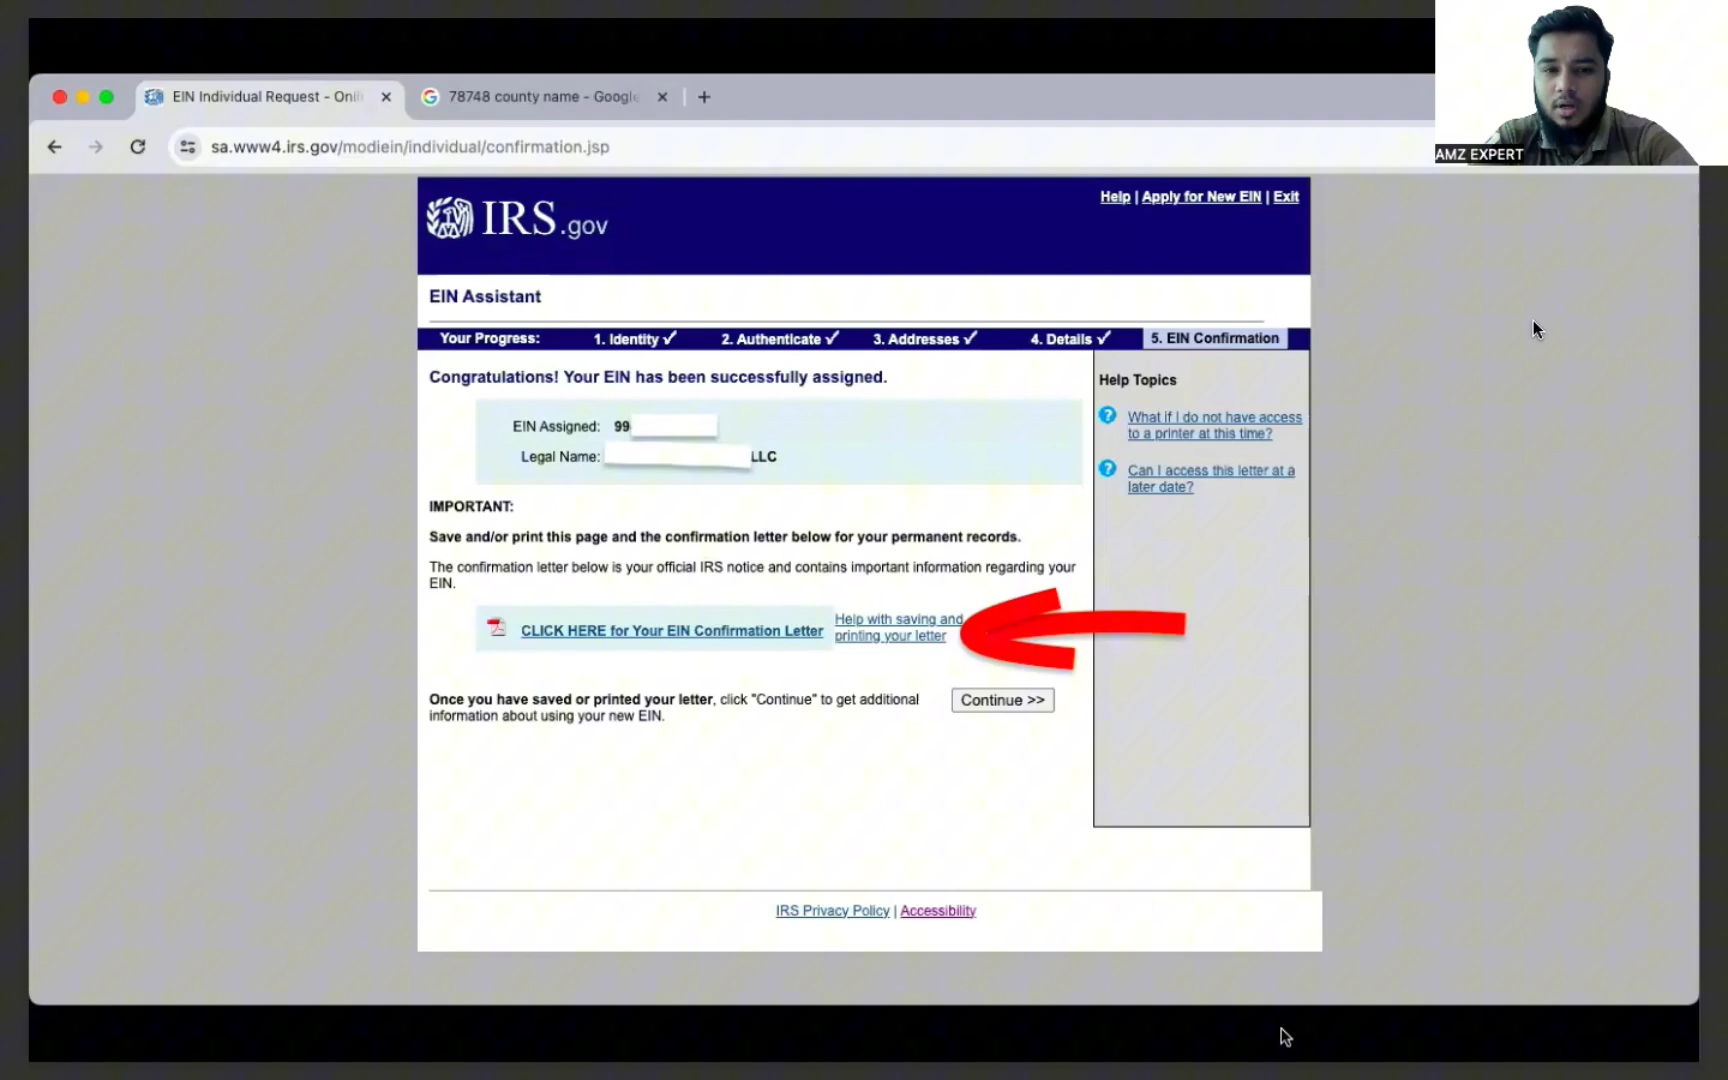 EIN Individual Request - Onli
78748 county name - Google
sa.www4.irs.gov/modiein/individual/confirmation.jsp
AMZ EXPERT
IRS.gov
Help | Apply for New EIN | Exit
EIN Assistant
Your Progress: 1. Identity ✓ 2. Authenticate ✓ 3. Addresses ✓ 4. Details ✓ 5. EIN Confirmation
Congratulations! Your EIN has been successfully assigned.
EIN Assigned: 99
Legal Name: LLC
IMPORTANT:
Save and/or print this page and the confirmation letter below for your permanent records.
The confirmation letter below is your official IRS notice and contains important information regarding your
EIN.
CLICK HERE for Your EIN Confirmation Letter
Help with saving and
printing your letter
Once you have saved or printed your letter, click "Continue" to get additional
information about using your new EIN.
Continue >>
Help Topics
What if I do not have access
to a printer at this time?
Can I access this letter at a
later date?
IRS Privacy Policy | Accessibility